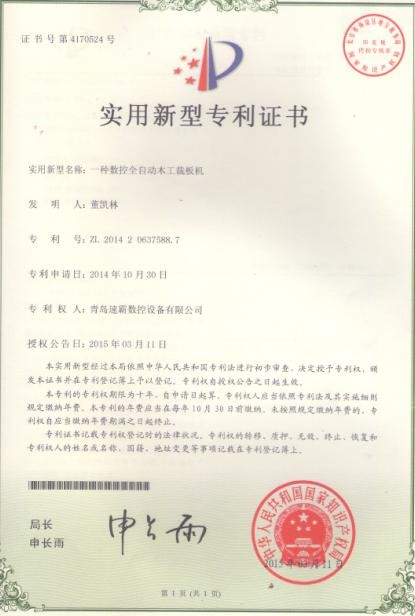 证书号第4170524号
国家税
代扣专用章
实用新型专利证书
实用新型名称：一种数控全自动木工裁板机
发明人：董凯林
专利号：ZL 2014 2 0637588.7
专利申请日：2014年10月30日
专利权人：青岛速霸数控设备有限公司
授权公告日：2015年03月11日
本实用新型经过本局依照中华人民共和国专利法进行初步审查，决定授予专利权，颁
发本证书并在专利登记簿上予以登记。专利权自授权公告之日起生效。
本专利的专利权期限为十年，自申请日起算。专利权人应当依照专利法及其实施细则
规定缴纳年费。本专利的年费应当在每年10月30日前缴纳。未按照规定缴纳年费的，专
利权自应当缴纳年费期满之日起终止。
专利证书记载专利权登记时的法律状况。专利权的转移、质押、无效、终止、恢复和
专利权人的姓名或名称、国籍、地址变更等事项记载在专利登记簿上。
局长
申长雨
申长雨
中华人民共和国国家知识产权局
2015年03月11日
第1页（共1页）